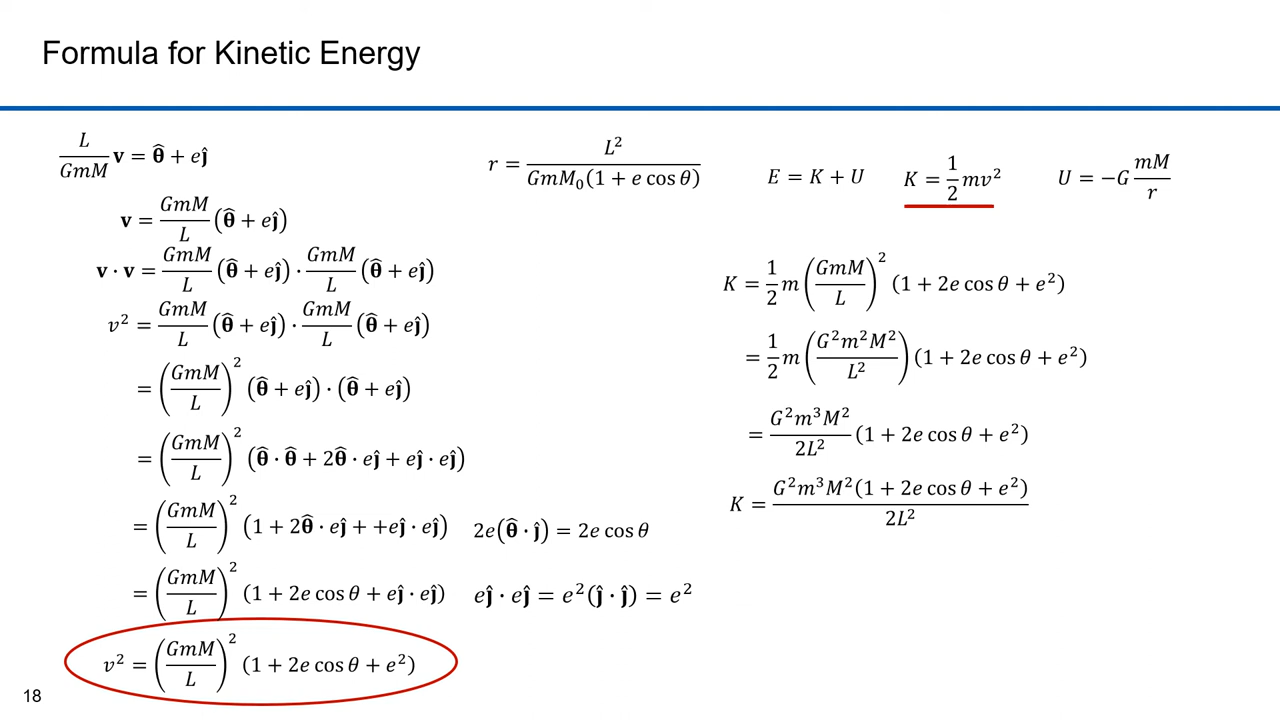 Formula for Kinetic Energy
L/GmM 𝐯 = 𝛉̂ + e𝐣̂
r = L²/GmM₀(1 + e cos θ)
E = K + U
K = 1/2 mv²
U = −G mM/r
𝐯 = GmM/L (𝛉̂ + e𝐣̂)
𝐯 · 𝐯 = GmM/L (𝛉̂ + e𝐣̂) · GmM/L (𝛉̂ + e𝐣̂)
v² = GmM/L (𝛉̂ + e𝐣̂) · GmM/L (𝛉̂ + e𝐣̂)
= (GmM/L)² (𝛉̂ + e𝐣̂) · (𝛉̂ + e𝐣̂)
= (GmM/L)² (𝛉̂ · 𝛉̂ + 2𝛉̂ · e𝐣̂ + e𝐣̂ · e𝐣̂)
= (GmM/L)² (1 + 2𝛉̂ · e𝐣̂ + +e𝐣̂ · e𝐣̂)
2e(𝛉̂ · 𝐣̂) = 2e cos θ
= (GmM/L)² (1 + 2e cos θ + e𝐣̂ · e𝐣̂)
e𝐣̂ · e𝐣̂ = e²(𝐣̂ · 𝐣̂) = e²
v² = (GmM/L)² (1 + 2e cos θ + e²)
K = 1/2 m (GmM/L)² (1 + 2e cos θ + e²)
= 1/2 m (G²m²M²/L²) (1 + 2e cos θ + e²)
= G²m³M²/2L² (1 + 2e cos θ + e²)
K = G²m³M²(1 + 2e cos θ + e²)/2L²
18